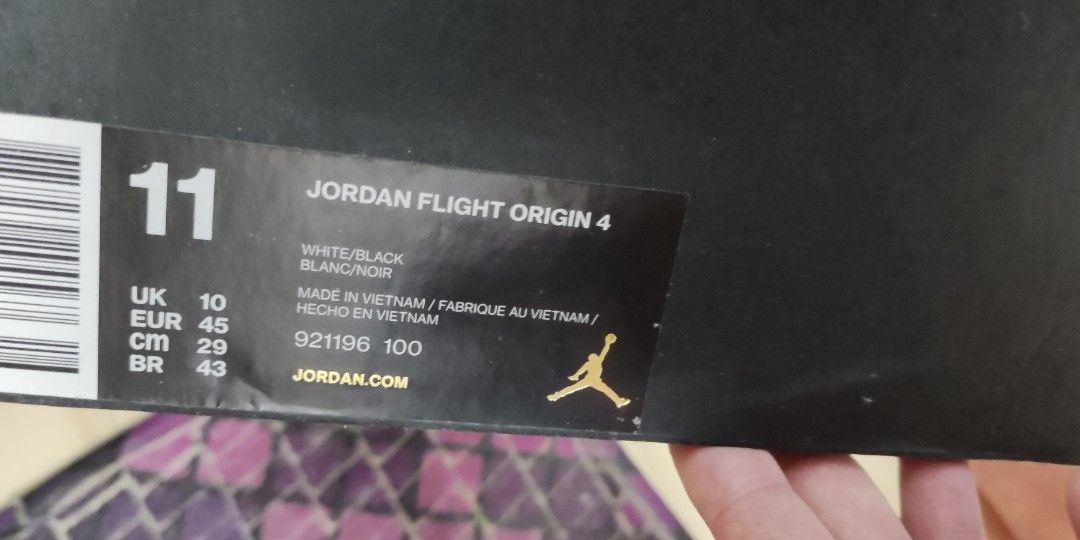 11
UK 10
EUR 45
cm 29
BR 43
JORDAN FLIGHT ORIGIN 4
WHITE/BLACK
BLANC/NOIR
MADE IN VIETNAM / FABRIQUE AU VIETNAM /
HECHO EN VIETNAM
921196 100
JORDAN.COM